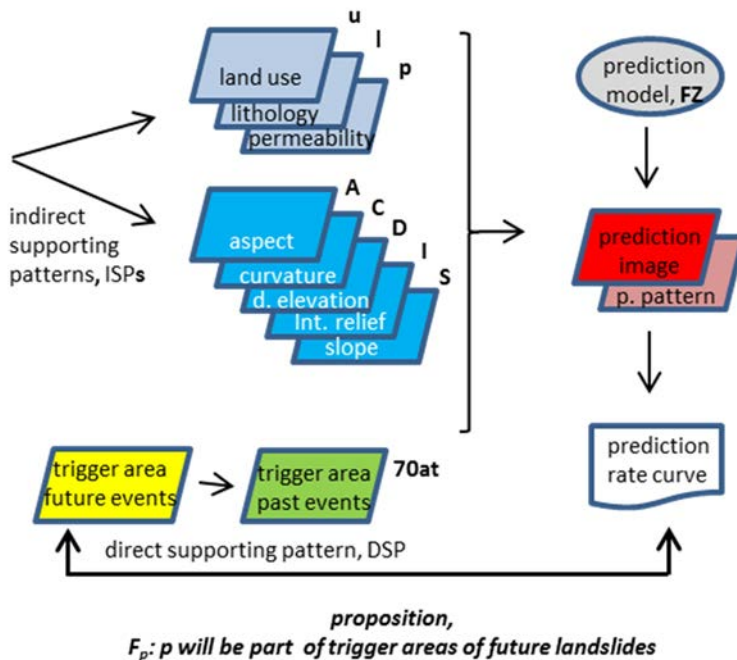 u
l
p
land use
lithology
permeability
indirect
supporting
patterns, ISPs
A
C
D
I
S
aspect
curvature
d. elevation
Int. relief
slope
prediction
model, FZ
prediction
image
p. pattern
prediction
rate curve
trigger area
future events
trigger area
past events
70at
direct supporting pattern, DSP
proposition,
Fp: p will be part of trigger areas of future landslides